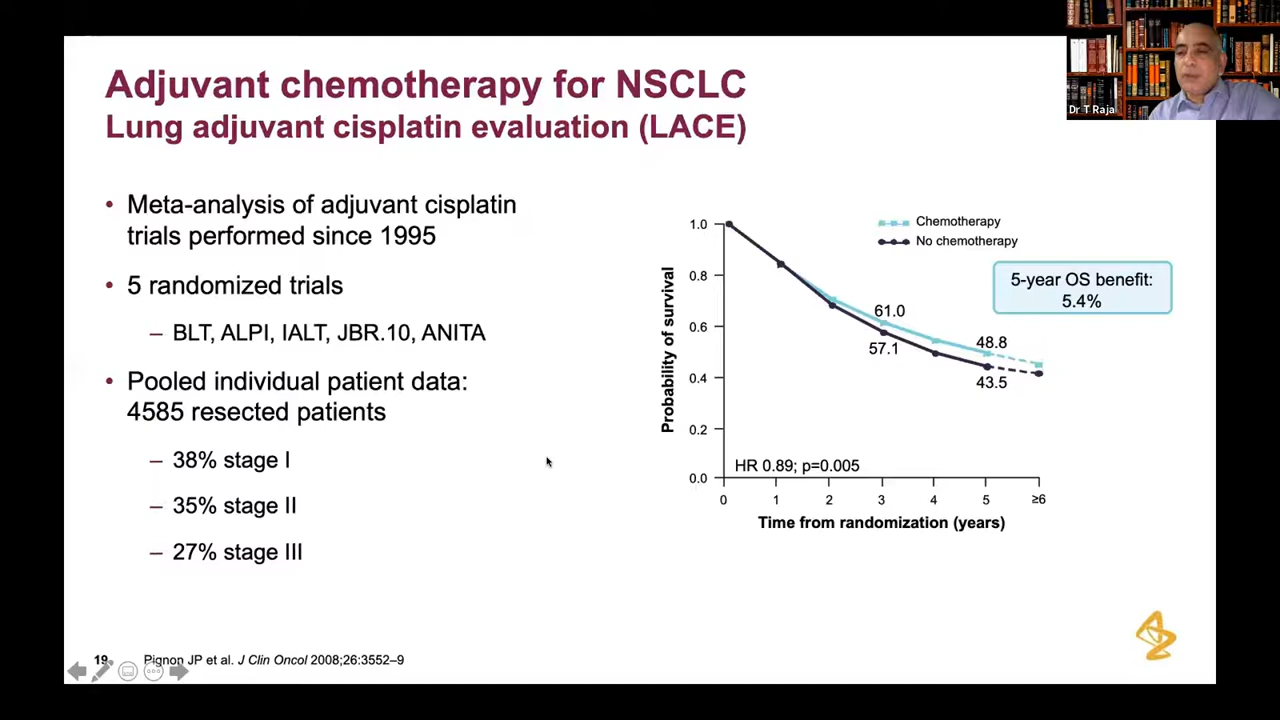 Adjuvant chemotherapy for NSCLC
Lung adjuvant cisplatin evaluation (LACE)
Dr T Raja
• Meta-analysis of adjuvant cisplatin
trials performed since 1995
• 5 randomized trials
– BLT, ALPI, IALT, JBR.10, ANITA
• Pooled individual patient data:
4585 resected patients
– 38% stage I
– 35% stage II
– 27% stage III
Chemotherapy
No chemotherapy
5-year OS benefit:
5.4%
Probability of survival
1.0
0.8
0.6
0.4
0.2
0.0
61.0
57.1
48.8
43.5
HR 0.89; p=0.005
0 1 2 3 4 5 ≥6
Time from randomization (years)
19 Pignon JP et al. J Clin Oncol 2008;26:3552–9